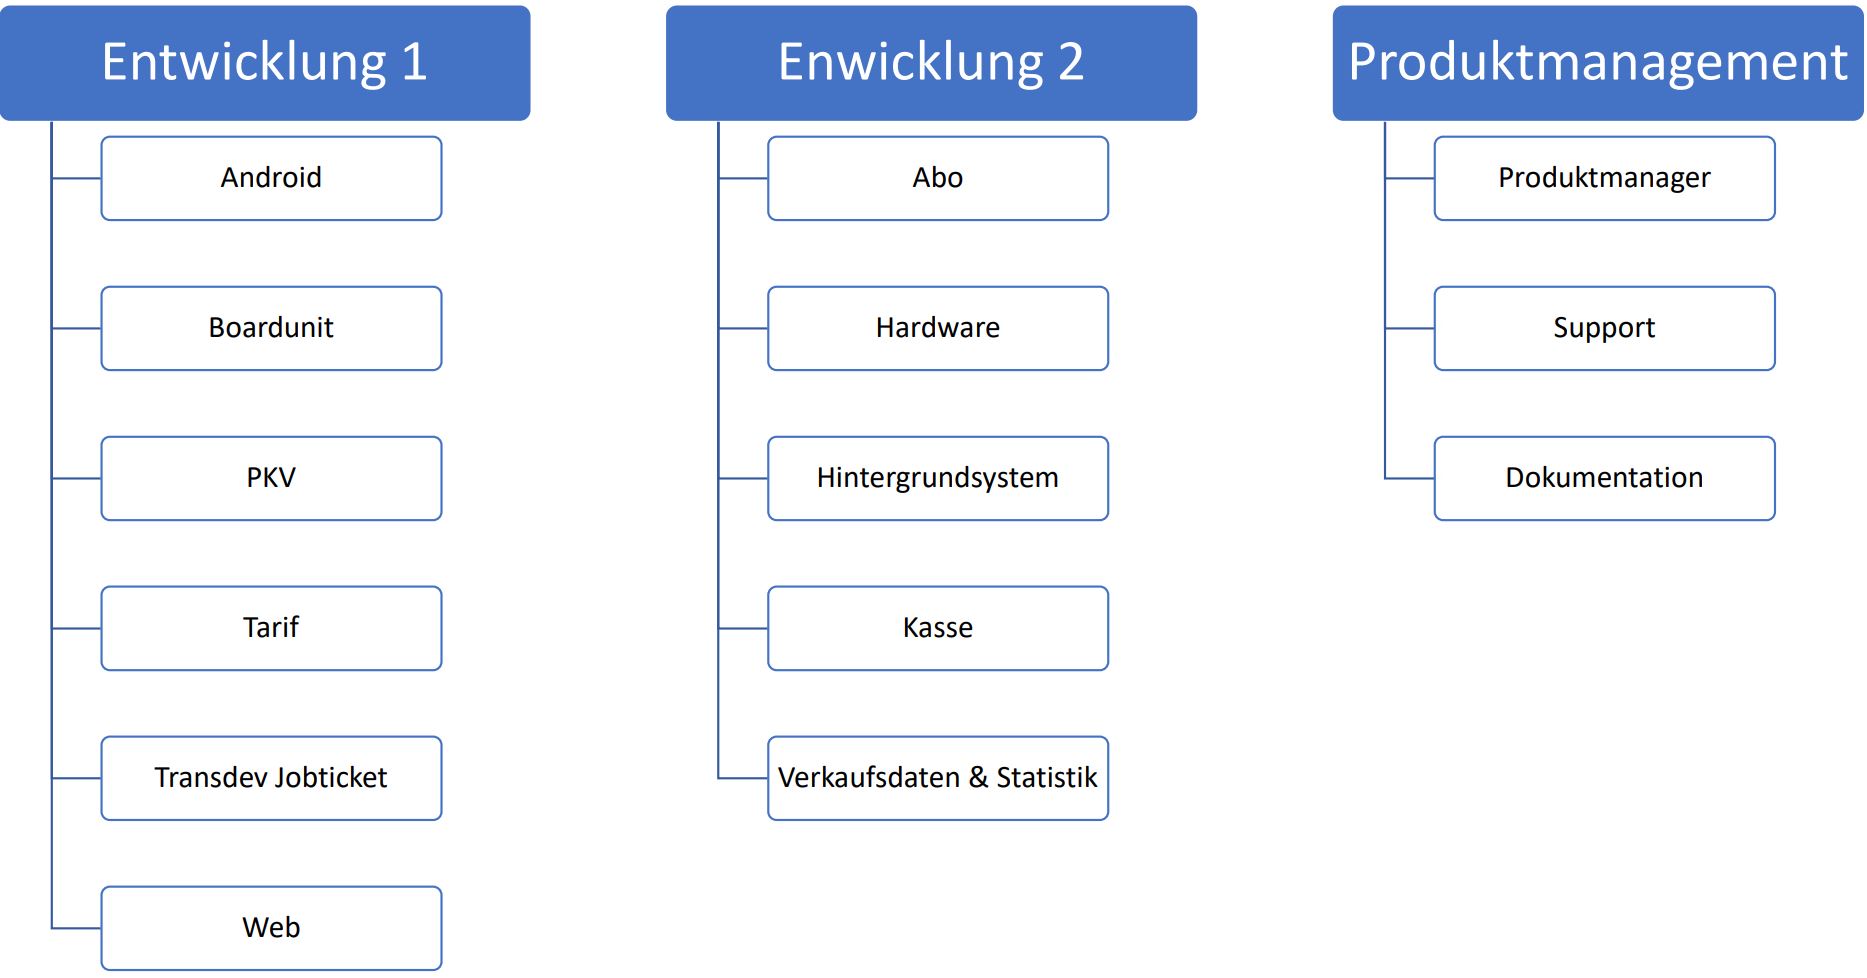 Entwicklung 1
Android
Boardunit
PKV
Tarif
Transdev Jobticket
Web
Enwicklung 2
Abo
Hardware
Hintergrundsystem
Kasse
Verkaufsdaten & Statistik
Produktmanagement
Produktmanager
Support
Dokumentation